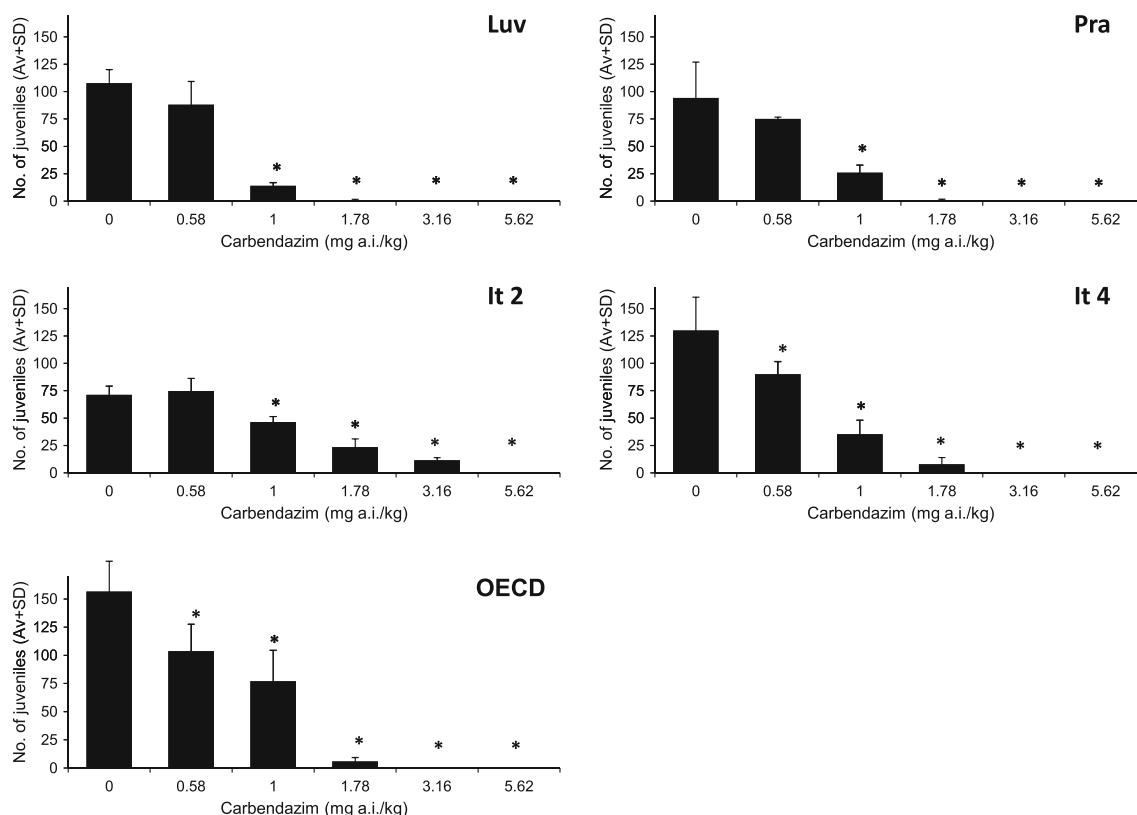 Luv
No. of juveniles (Av+SD)
150
125
100
75
50
25
0
* * * *
0 0.58 1 1.78 3.16 5.62
Carbendazim (mg a.i./kg)
Pra
No. of juveniles (Av+SD)
150
125
100
75
50
25
0
* * * *
0 0.58 1 1.78 3.16 5.62
Carbendazim (mg a.i./kg)
It 2
No. of juveniles (Av+SD)
150
125
100
75
50
25
0
* * * *
0 0.58 1 1.78 3.16 5.62
Carbendazim (mg a.i./kg)
It 4
No. of juveniles (Av+SD)
150
125
100
75
50
25
0
* * * * *
0 0.58 1 1.78 3.16 5.62
Carbendazim (mg a.i./kg)
OECD
No. of juveniles (Av+SD)
150
125
100
75
50
25
0
* * * * *
0 0.58 1 1.78 3.16 5.62
Carbendazim (mg a.i./kg)